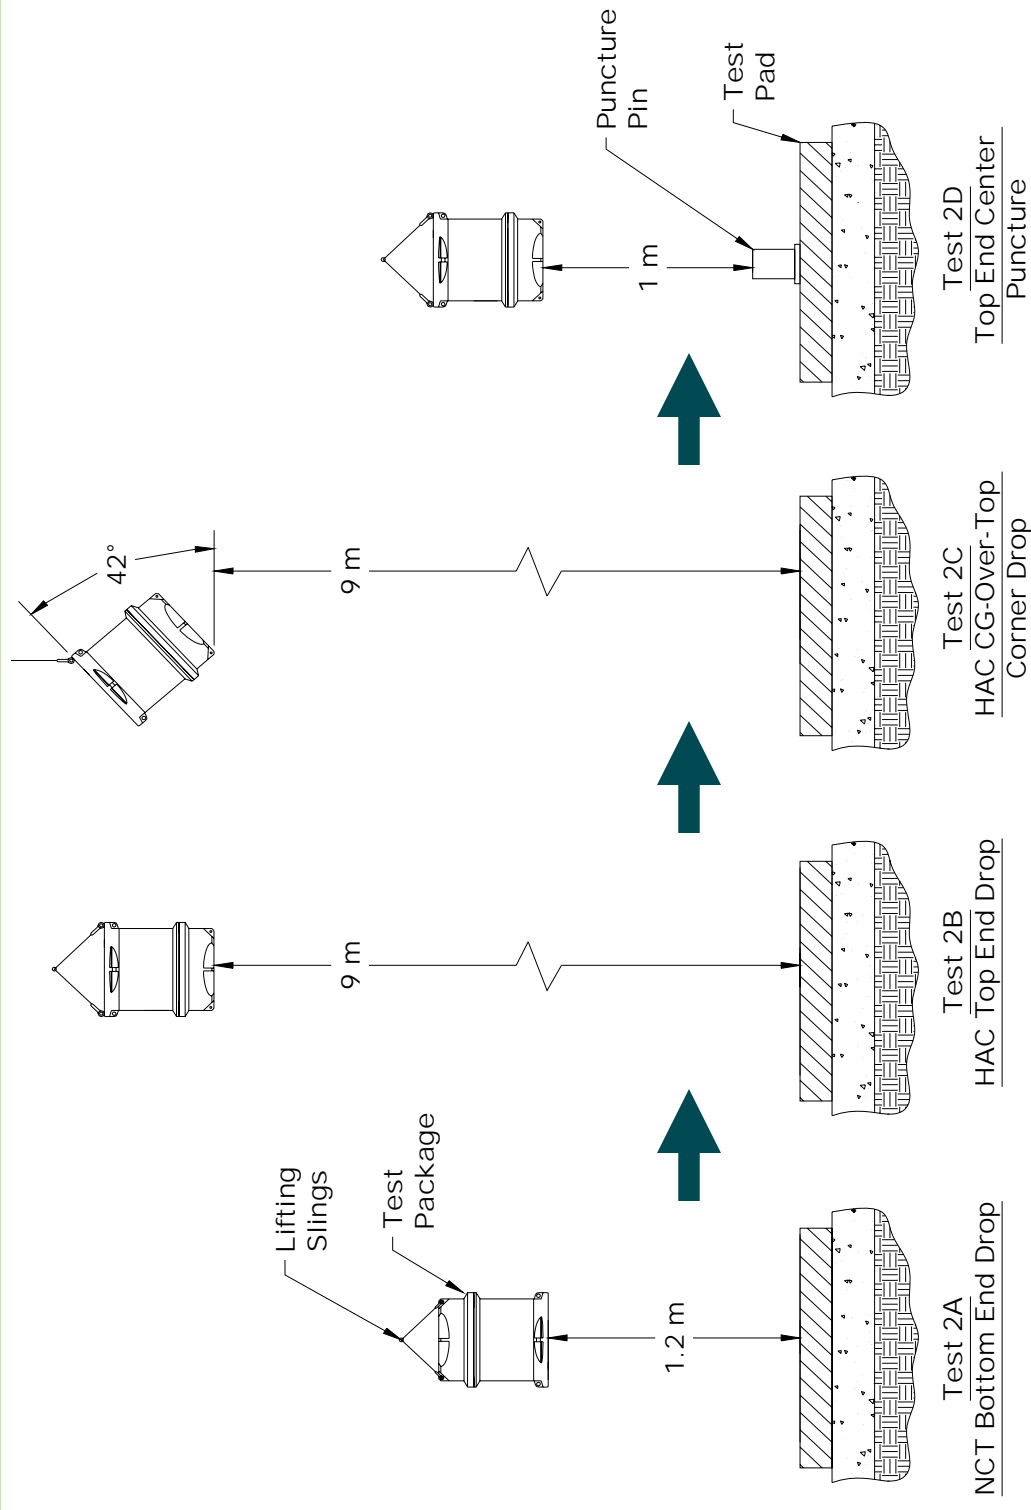 Lifting
Slings
Test
Package
1.2 m
Test 2A
NCT Bottom End Drop
9 m
Test 2B
HAC Top End Drop
42°
9 m
Test 2C
HAC CG-Over-Top
Corner Drop
Puncture
Pin
Test
Pad
1 m
Test 2D
Top End Center
Puncture